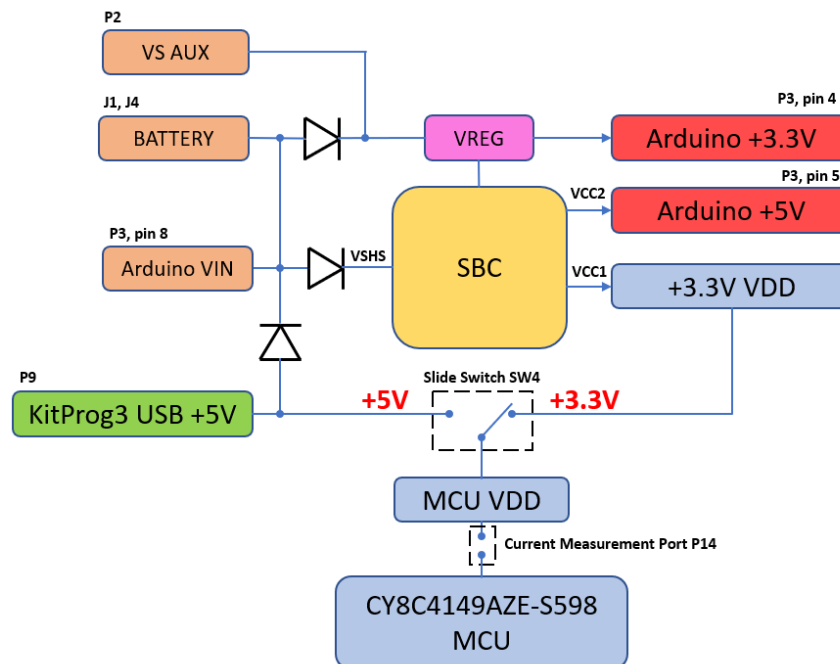 P2
VS AUX
J1, J4
BATTERY
VREG
P3, pin 4
Arduino +3.3V
P3, pin 5
VCC2
Arduino +5V
P3, pin 8
Arduino VIN
VSHS
SBC
VCC1
+3.3V VDD
P9
KitProg3 USB +5V
Slide Switch SW4
+5V
+3.3V
MCU VDD
Current Measurement Port P14
CY8C4149AZE-S598
MCU